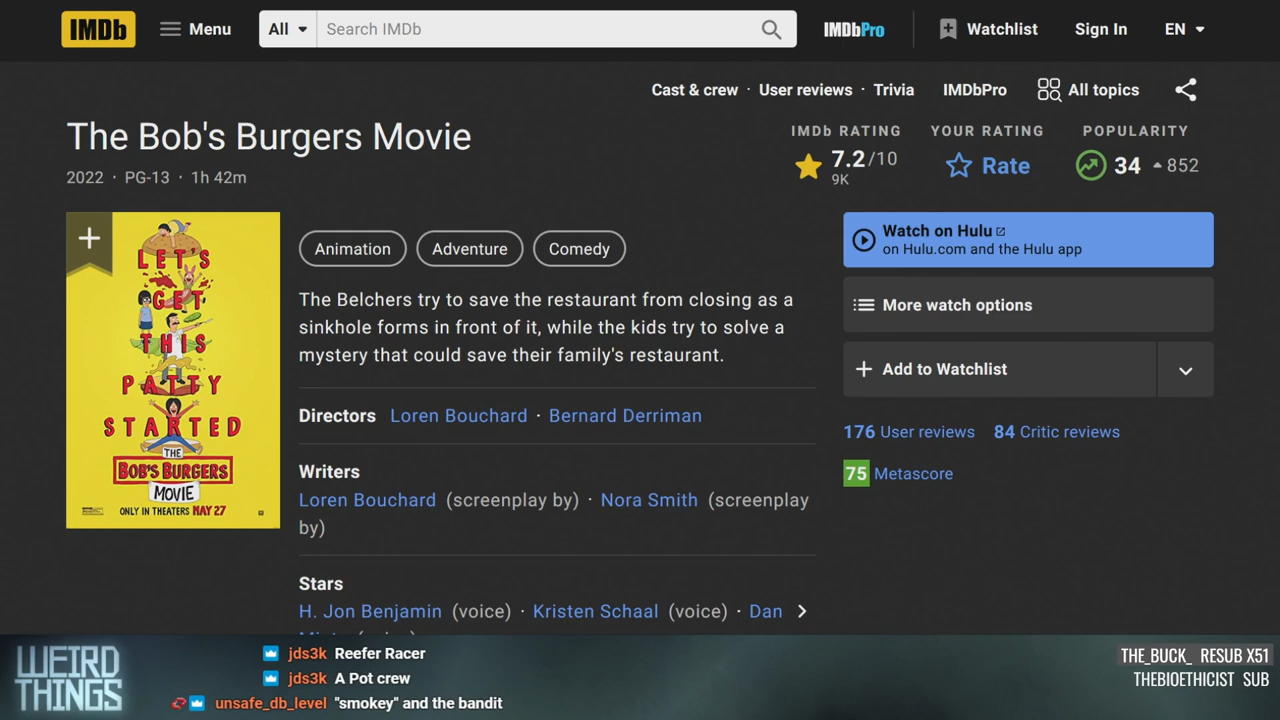 IMDb
Menu
All
Search IMDb
IMDbPro
Watchlist
Sign In
EN
Cast & crew · User reviews · Trivia
IMDbPro
All topics
The Bob's Burgers Movie
2022 · PG-13 · 1h 42m
IMDb RATING
7.2/10
9K
YOUR RATING
Rate
POPULARITY
34
852
LET'S
GET
THIS
PATTY
STARTED
THE
BOB'S BURGERS
MOVIE
ONLY IN THEATERS MAY 27
Animation
Adventure
Comedy
The Belchers try to save the restaurant from closing as a
sinkhole forms in front of it, while the kids try to solve a
mystery that could save their family's restaurant.
Directors Loren Bouchard · Bernard Derriman
Writers
Loren Bouchard (screenplay by) · Nora Smith (screenplay
by)
Stars
H. Jon Benjamin (voice) · Kristen Schaal (voice) · Dan
Watch on Hulu
on Hulu.com and the Hulu app
More watch options
Add to Watchlist
176 User reviews
84 Critic reviews
75 Metascore
WEIRD
THINGS
jds3k Reefer Racer
jds3k A Pot crew
unsafe_db_level "smokey" and the bandit
THE_BUCK_ RESUB X51
THEBIOETHICIST SUB